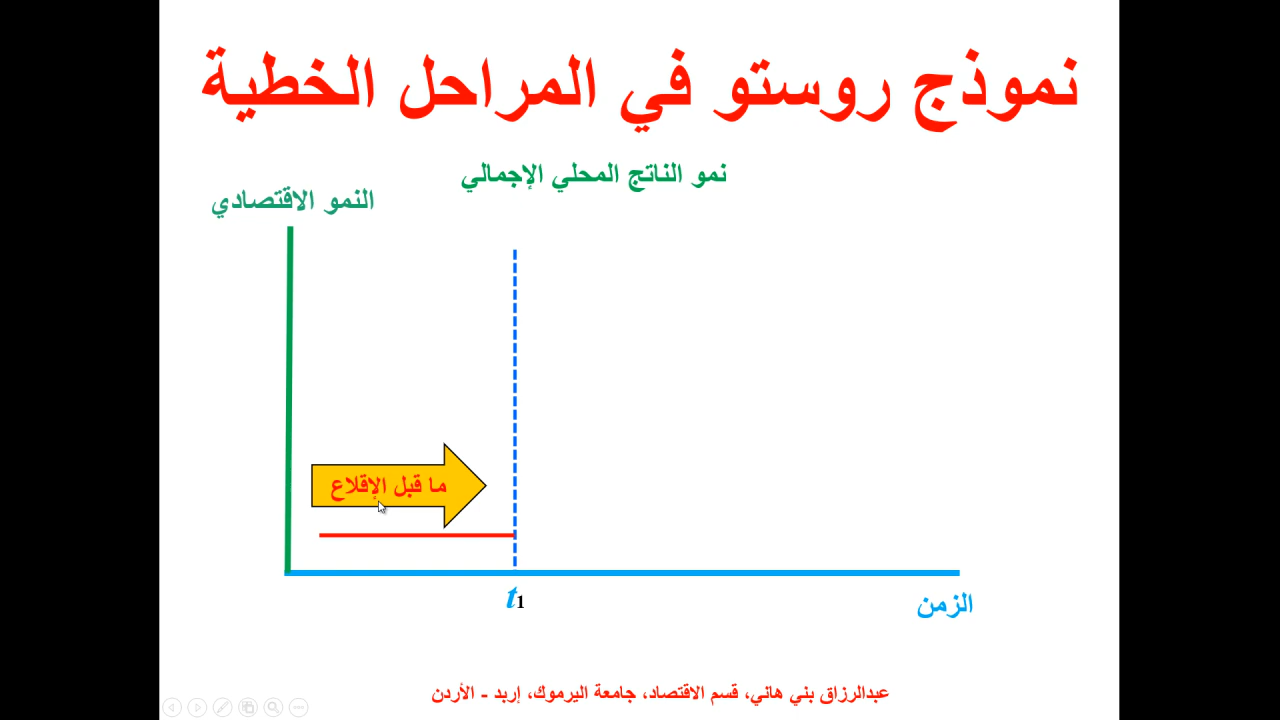 نموذج روستو في المراحل الخطية
نمو الناتج المحلي الإجمالي
النمو الاقتصادي
ما قبل الإقلاع
t1
الزمن
عبدالرزاق بني هاني، قسم الاقتصاد، جامعة اليرموك، إربد - الأردن